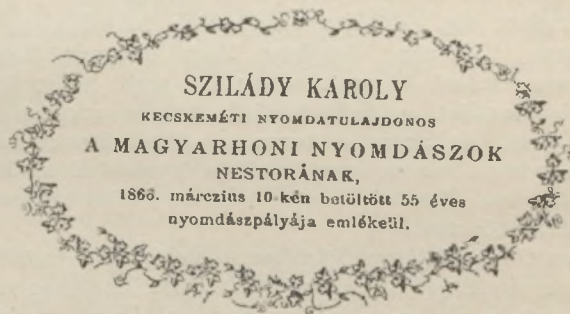 SZILÁDY KAROLY
KECSKEMÉTI NYOMDATULAJDONOS
A MAGYARHONI NYOMDÁSZOK
NESTORÁNAK,
1866. márczius 10-kén betöltött 55 éves
nyomdászpályája emlékeül.